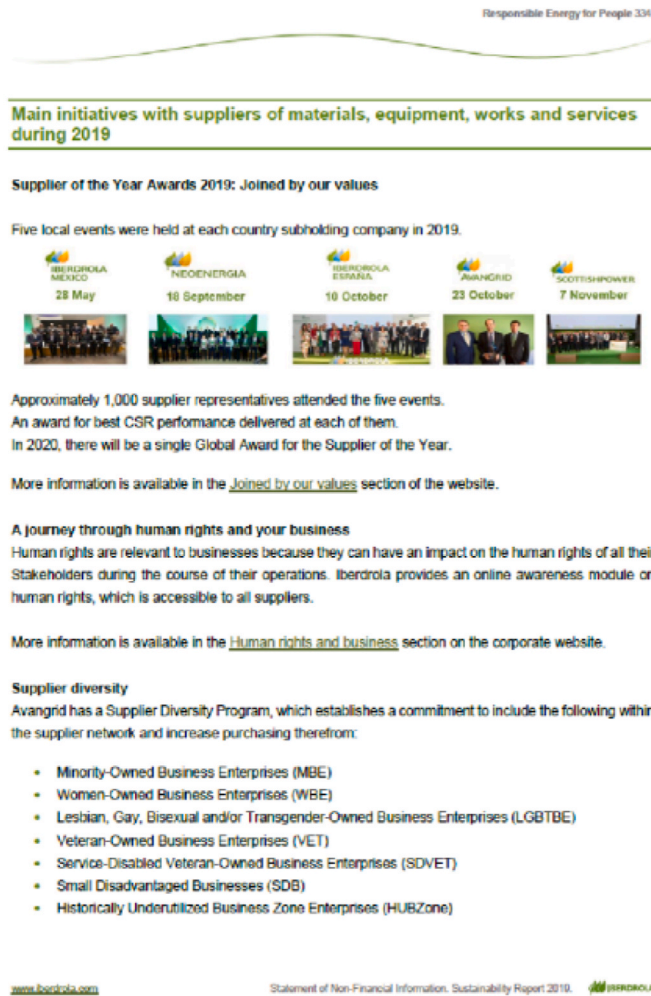 Responsible Energy for People 334
Main initiatives with suppliers of materials, equipment, works and services
during 2019
Supplier of the Year Awards 2019: Joined by our values
Five local events were held at each country subholding company in 2019.
IBERDROLA
MÉXICO
28 May
NEOENERGIA
18 September
IBERDROLA
ESPAÑA
10 October
AVANGRID
23 October
SCOTTISHPOWER
7 November
IBERDROLA
Approximately 1,000 supplier representatives attended the five events.
An award for best CSR performance delivered at each of them.
In 2020, there will be a single Global Award for the Supplier of the Year.
More information is available in the Joined by our values section of the website.
A journey through human rights and your business
Human rights are relevant to businesses because they can have an impact on the human rights of all their
Stakeholders during the course of their operations. Iberdrola provides an online awareness module on
human rights, which is accessible to all suppliers.
More information is available in the Human rights and business section on the corporate website.
Supplier diversity
Avangrid has a Supplier Diversity Program, which establishes a commitment to include the following within
the supplier network and increase purchasing therefrom:
• Minority-Owned Business Enterprises (MBE)
• Women-Owned Business Enterprises (WBE)
• Lesbian, Gay, Bisexual and/or Transgender-Owned Business Enterprises (LGBTBE)
• Veteran-Owned Business Enterprises (VET)
• Service-Disabled Veteran-Owned Business Enterprises (SDVET)
• Small Disadvantaged Businesses (SDB)
• Historically Underutilized Business Zone Enterprises (HUBZone)
www.iberdrola.com
Statement of Non-Financial Information. Sustainability Report 2019.
IBERDROLA